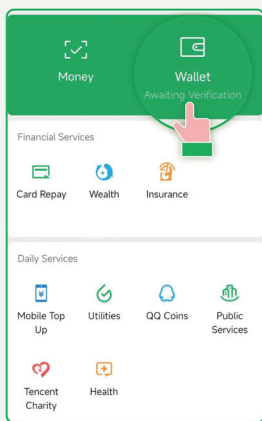 Money
Wallet
Awaiting Verification
Financial Services
Card Repay
Wealth
Insurance
Daily Services
Mobile Top
Up
Utilities
QQ Coins
Public
Services
Tencent
Charity
Health